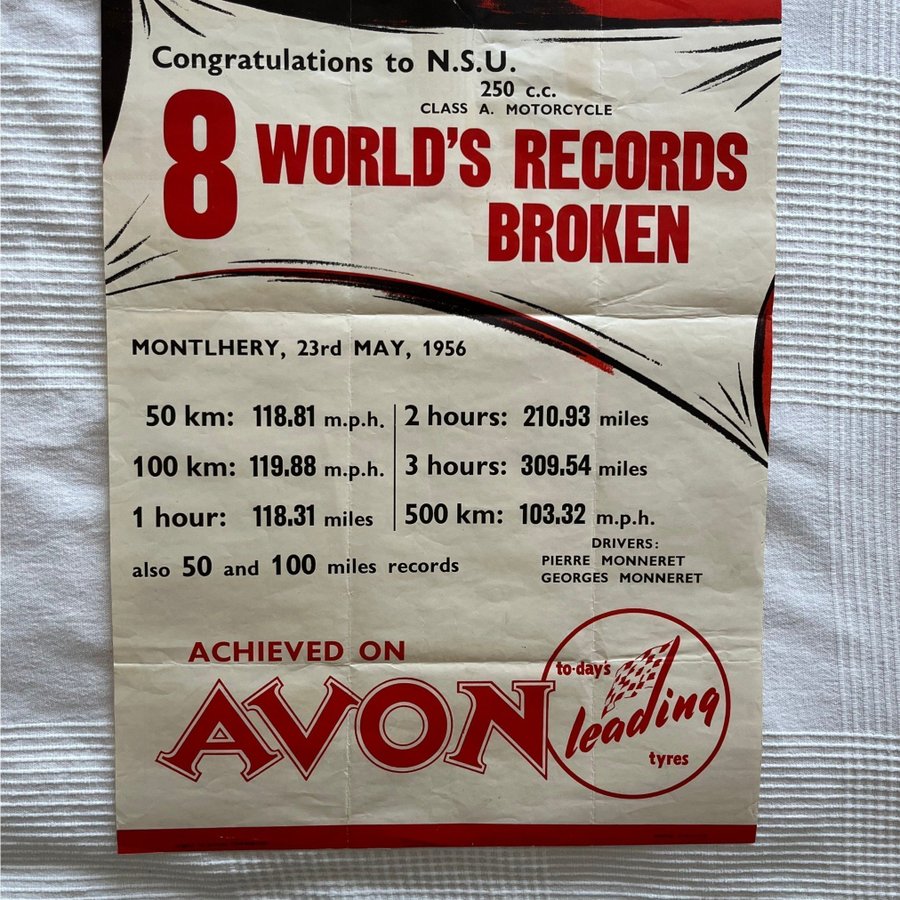 Congratulations to N.S.U.
250 c.c.
CLASS A. MOTORCYCLE
8 WORLD'S RECORDS
BROKEN
MONTLHERY, 23rd MAY, 1956
50 km: 118.81 m.p.h.
100 km: 119.88 m.p.h.
1 hour: 118.31 miles
2 hours: 210.93 miles
3 hours: 309.54 miles
500 km: 103.32 m.p.h.
also 50 and 100 miles records
DRIVERS:
PIERRE MONNERET
GEORGES MONNERET
ACHIEVED ON
AVON
to-day's
leading
tyres